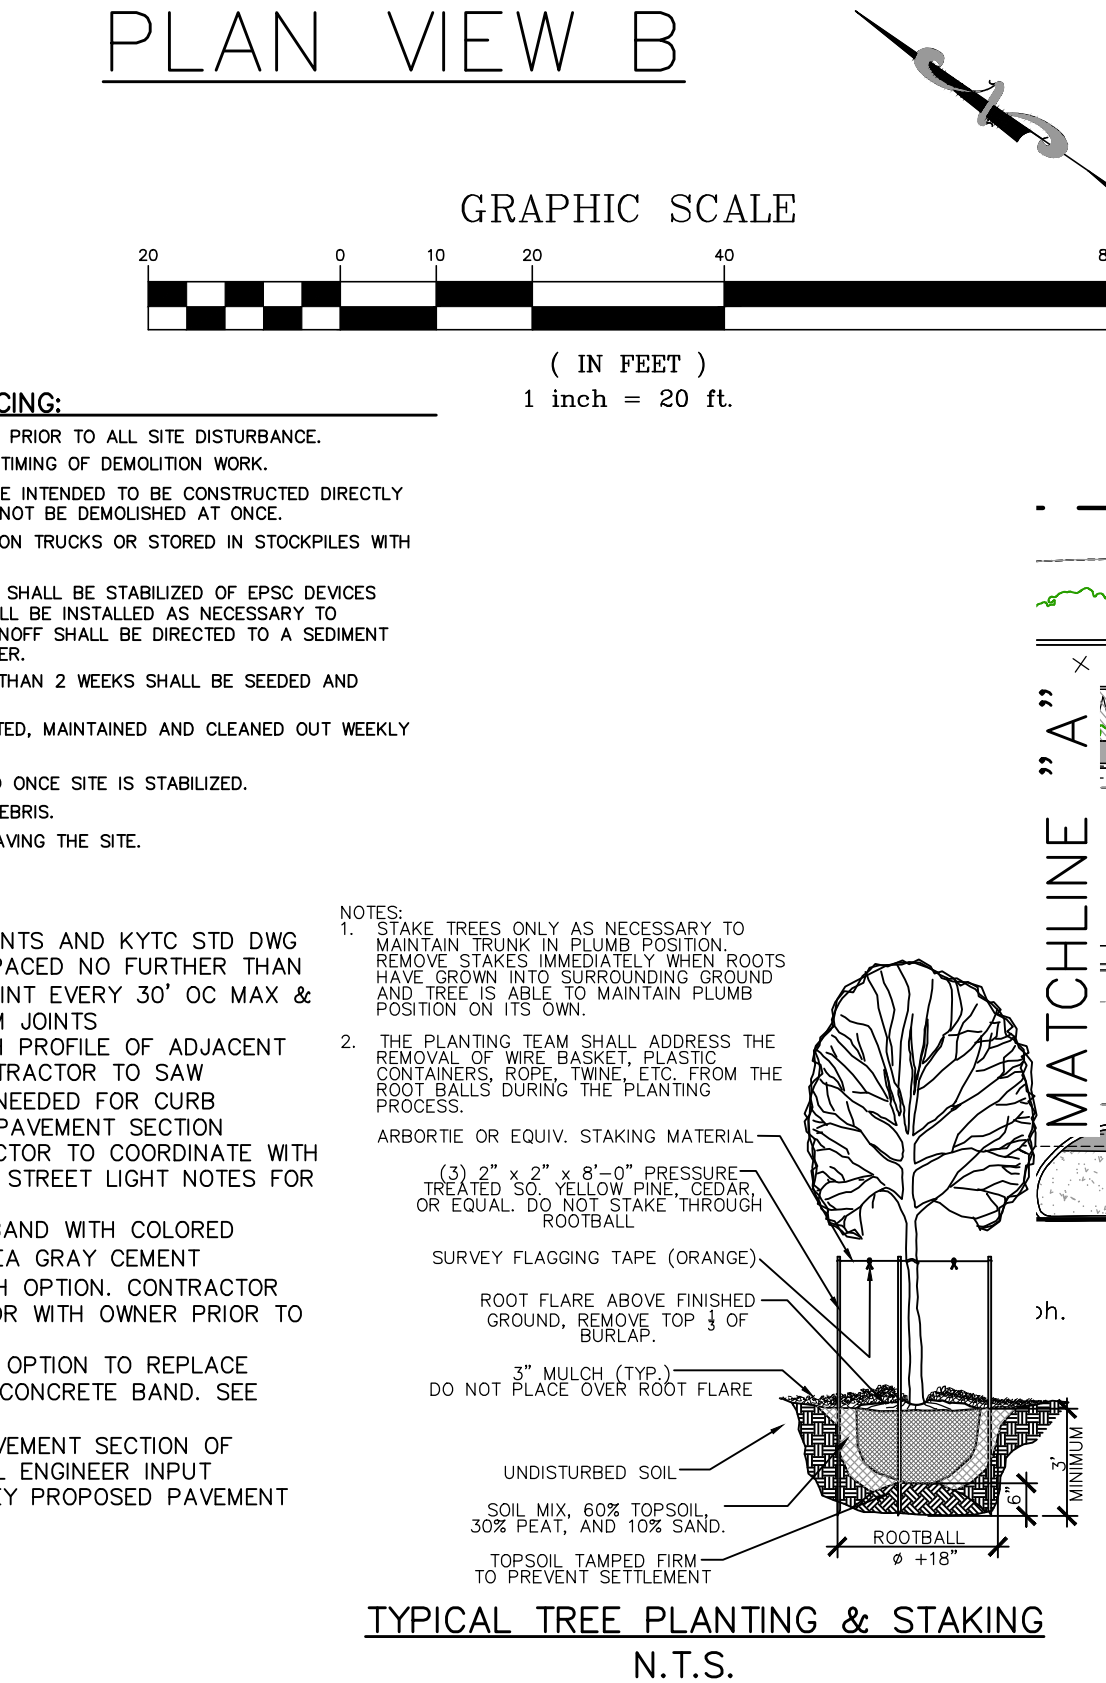 PLAN VIEW B
GRAPHIC SCALE
20 0 10 20 40
( IN FEET )
1 inch = 20 ft.
CING:
PRIOR TO ALL SITE DISTURBANCE.
TIMING OF DEMOLITION WORK.
E INTENDED TO BE CONSTRUCTED DIRECTLY
NOT BE DEMOLISHED AT ONCE.
ON TRUCKS OR STORED IN STOCKPILES WITH
SHALL BE STABILIZED OF EPSC DEVICES
LL BE INSTALLED AS NECESSARY TO
NOFF SHALL BE DIRECTED TO A SEDIMENT
ER.
THAN 2 WEEKS SHALL BE SEEDED AND
TED, MAINTAINED AND CLEANED OUT WEEKLY
ONCE SITE IS STABILIZED.
EBRIS.
AVING THE SITE.
NTS AND KYTC STD DWG
PACED NO FURTHER THAN
INT EVERY 30' OC MAX &
M JOINTS
H PROFILE OF ADJACENT
TRACTOR TO SAW
NEEDED FOR CURB
PAVEMENT SECTION
CTOR TO COORDINATE WITH
STREET LIGHT NOTES FOR
BAND WITH COLORED
EA GRAY CEMENT
H OPTION. CONTRACTOR
OR WITH OWNER PRIOR TO
OPTION TO REPLACE
CONCRETE BAND. SEE
VEMENT SECTION OF
L ENGINEER INPUT
EY PROPOSED PAVEMENT
NOTES:
1. STAKE TREES ONLY AS NECESSARY TO
MAINTAIN TRUNK IN PLUMB POSITION.
REMOVE STAKES IMMEDIATELY WHEN ROOTS
HAVE GROWN INTO SURROUNDING GROUND
AND TREE IS ABLE TO MAINTAIN PLUMB
POSITION ON ITS OWN.
2. THE PLANTING TEAM SHALL ADDRESS THE
REMOVAL OF WIRE BASKET, PLASTIC
CONTAINERS, ROPE, TWINE, ETC. FROM THE
ROOT BALLS DURING THE PLANTING
PROCESS.
ARBORTIE OR EQUIV. STAKING MATERIAL
(3) 2" x 2" x 8'-0" PRESSURE
TREATED SO. YELLOW PINE, CEDAR,
OR EQUAL. DO NOT STAKE THROUGH
ROOTBALL
SURVEY FLAGGING TAPE (ORANGE)
ROOT FLARE ABOVE FINISHED
GROUND, REMOVE TOP 1/3 OF
BURLAP.
3" MULCH (TYP.)
DO NOT PLACE OVER ROOT FLARE
UNDISTURBED SOIL
SOIL MIX, 60% TOPSOIL,
30% PEAT, AND 10% SAND.
TOPSOIL TAMPED FIRM
TO PREVENT SETTLEMENT
6"
3'
MINIMUM
ROOTBALL
ø +18"
TYPICAL TREE PLANTING & STAKING
N.T.S.
MATCHLINE "A"
ph.